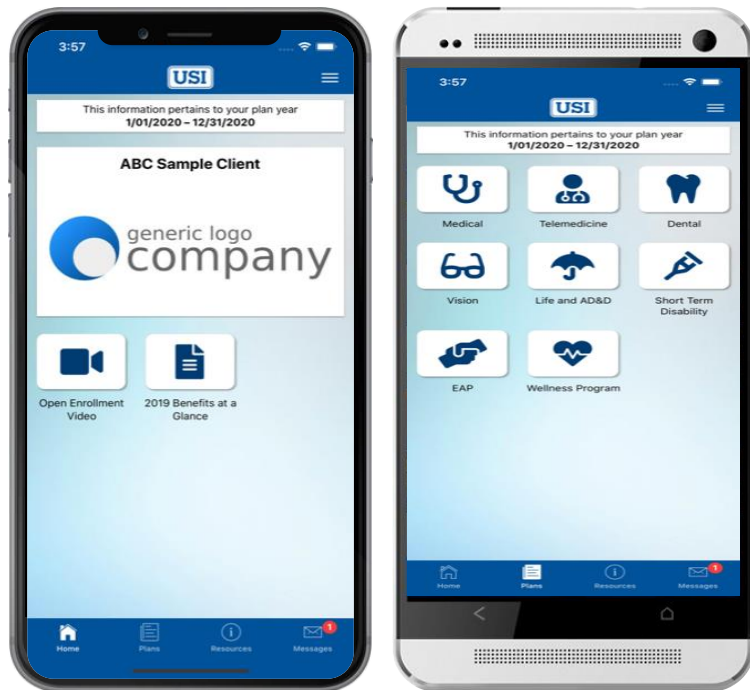 3:57
USI
This information pertains to your plan year
1/01/2020 – 12/31/2020
ABC Sample Client
generic logo
company
Open Enrollment
Video
2019 Benefits at a
Glance
Home
Plans
Resources
1
Messages
3:57
USI
This information pertains to your plan year
1/01/2020 – 12/31/2020
Medical
Telemedicine
Dental
Vision
Life and AD&D
Short Term
Disability
EAP
Wellness Program
Home
Plans
Resources
1
Messages